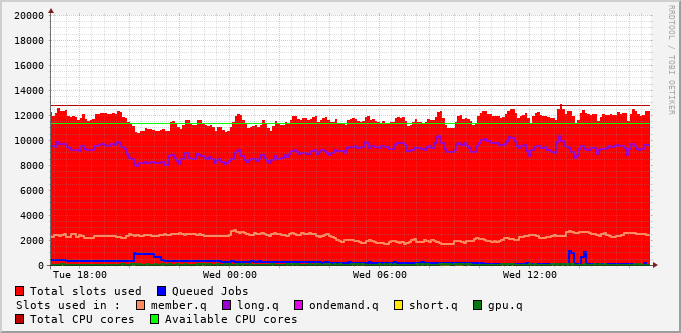 RRDTOOL / TOBI OETIKER
20000
18000
16000
14000
12000
10000
8000
6000
4000
2000
0
Tue 18:00 Wed 00:00 Wed 06:00 Wed 12:00
Total slots used Queued Jobs
Slots used in : member.q long.q ondemand.q short.q gpu.q
Total CPU cores Available CPU cores